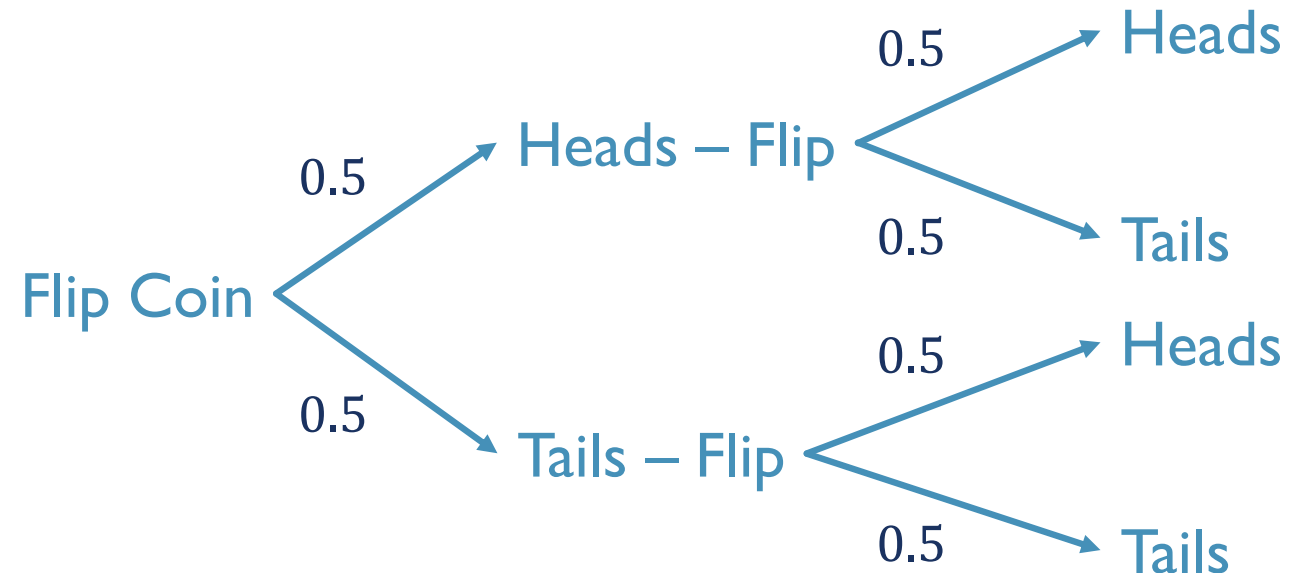 0.5
Heads
Heads – Flip
0.5
0.5
Tails
Flip Coin
0.5
Heads
0.5
Tails – Flip
0.5
Tails